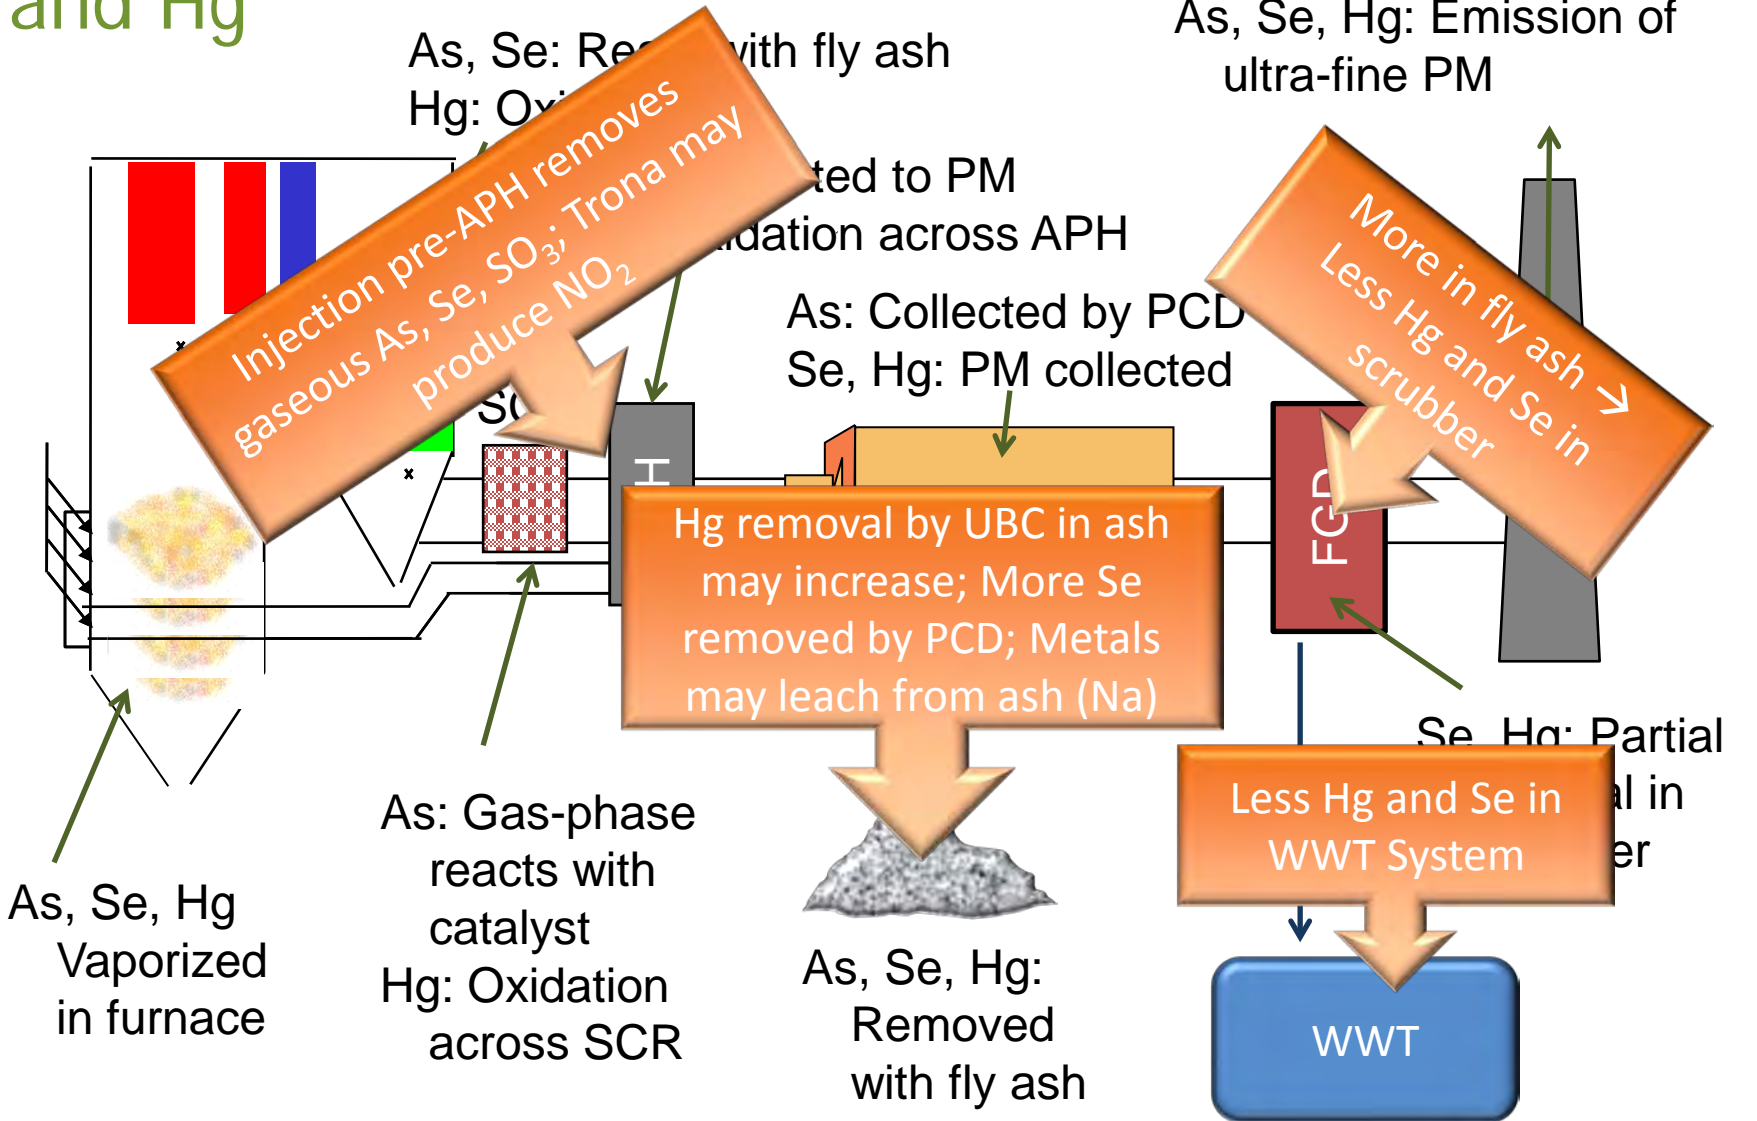 and Hg
As, Se: with fly ash
Hg:
ted to PM
idation across APH
As, Se, Hg: Emission of
ultra-fine PM
Injection pre-APH removes
gaseous As, Se, SO3; Trona may
produce NO2
More in fly ash →
Less Hg and Se in
scrubber
As: Collected by PCD
Se, Hg: PM collected
H
FGD
Hg removal by UBC in ash
may increase; More Se
removed by PCD; Metals
may leach from ash (Na)
Se, Hg: Partial
al in
er
Less Hg and Se in
WWT System
As: Gas-phase
reacts with
catalyst
Hg: Oxidation
across SCR
As, Se, Hg
Vaporized
in furnace
As, Se, Hg:
Removed
with fly ash
WWT